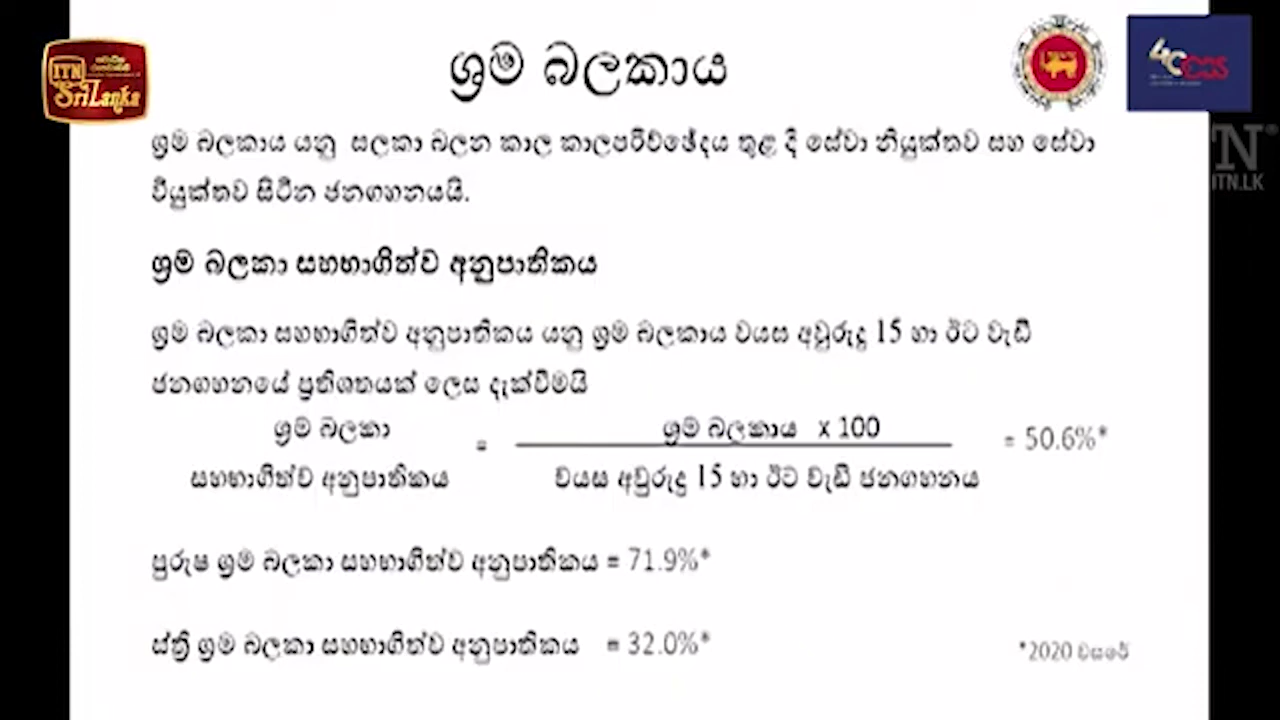 ශ්‍රම බලකාය
ITN
Sri Lanka
ITN.LK
ශ්‍රම බලකාය යනු සලකා බලන කාල කාලපරිච්ඡේදය තුළ දී සේවා නියුක්තව සහ සේවා
වියුක්තව සිටින ජනගහනයයි.
ශ්‍රම බලකා සහභාගිත්ව අනුපාතිකය
ශ්‍රම බලකා සහභාගිත්ව අනුපාතිකය යනු ශ්‍රම බලකාය වයස අවුරුදු 15 හා ඊට වැඩි
ජනගහනයේ ප්‍රතිශතයක් ලෙස දැක්වීමයි
ශ්‍රම බලකා = ශ්‍රම බලකාය x 100 = 50.6%*
සහභාගිත්ව අනුපාතිකය වයස අවුරුදු 15 හා ඊට වැඩි ජනගහනය
පුරුෂ ශ්‍රම බලකා සහභාගිත්ව අනුපාතිකය = 71.9%*
ස්ත්‍රී ශ්‍රම බලකා සහභාගිත්ව අනුපාතිකය = 32.0%*
*2020 වසරේ